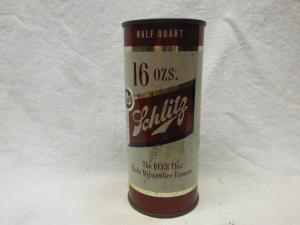 HALF QUART
16 ozs.
Schlitz
The BEER That
Made Milwaukee Famous